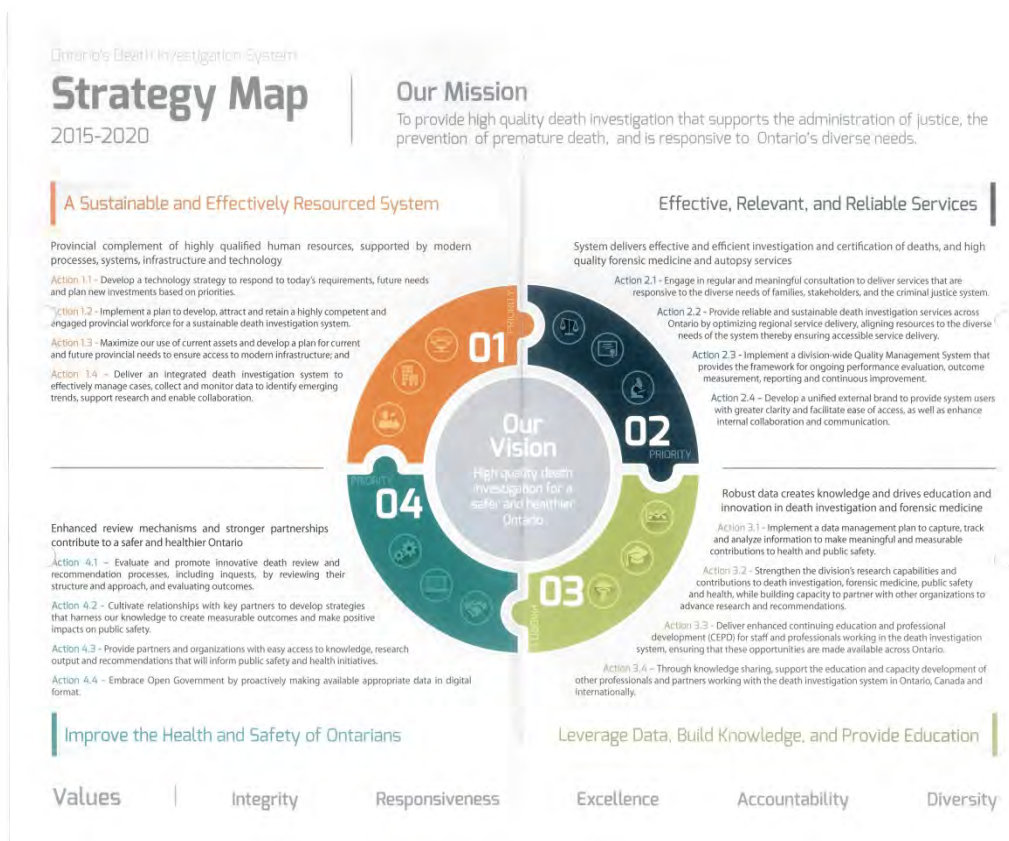 Ontario's Death Investigation System
Strategy Map
2015-2020
Our Mission
To provide high quality death investigation that supports the administration of justice, the
prevention of premature death, and is responsive to Ontario's diverse needs.
A Sustainable and Effectively Resourced System
Provincial complement of highly qualified human resources, supported by modern
processes, systems, infrastructure and technology
Action 1.1 - Develop a technology strategy to respond to today's requirements, future needs
and plan new investments based on priorities.
Action 1.2 - Implement a plan to develop, attract and retain a highly competent and
engaged provincial workforce for a sustainable death investigation system.
Action 1.3 - Maximize our use of current assets and develop a plan for current
and future provincial needs to ensure access to modern infrastructure; and
Action 1.4 – Deliver an integrated death investigation system to
effectively manage cases, collect and monitor data to identify emerging
trends, support research and enable collaboration.
Effective, Relevant, and Reliable Services
System delivers effective and efficient investigation and certification of deaths, and high
quality forensic medicine and autopsy services
Action 2.1 - Engage in regular and meaningful consultation to deliver services that are
responsive to the diverse needs of families, stakeholders, and the criminal justice system.
Action 2.2 - Provide reliable and sustainable death investigation services across
Ontario by optimizing regional service delivery, aligning resources to the diverse
needs of the system thereby ensuring accessible service delivery.
Action 2.3 - Implement a division-wide Quality Management System that
provides the framework for ongoing performance evaluation, outcome
measurement, reporting and continuous improvement.
Action 2.4 – Develop a unified external brand to provide system users
with greater clarity and facilitate ease of access, as well as enhance
internal collaboration and communication.
PRIORITY
01
02
PRIORITY
Our
Vision
High quality death
investigation for a
safer and healthier
Ontario
PRIORITY
04
03
PRIORITY
Enhanced review mechanisms and stronger partnerships
contribute to a safer and healthier Ontario
Action 4.1 – Evaluate and promote innovative death review and
recommendation processes, including inquests, by reviewing their
structure and approach, and evaluating outcomes.
Action 4.2 - Cultivate relationships with key partners to develop strategies
that harness our knowledge to create measurable outcomes and make positive
impacts on public safety.
Action 4.3 - Provide partners and organizations with easy access to knowledge, research
output and recommendations that will inform public safety and health initiatives.
Action 4.4 - Embrace Open Government by proactively making available appropriate data in digital
format.
Improve the Health and Safety of Ontarians
Robust data creates knowledge and drives education and
innovation in death investigation and forensic medicine
Action 3.1 - Implement a data management plan to capture, track
and analyze information to make meaningful and measurable
contributions to health and public safety.
Action 3.2 - Strengthen the division's research capabilities and
contributions to death investigation, forensic medicine, public safety
and health, while building capacity to partner with other organizations to
advance research and recommendations.
Action 3.3 - Deliver enhanced continuing education and professional
development (CEPD) for staff and professionals working in the death investigation
system, ensuring that these opportunities are made available across Ontario.
Action 3.4 – Through knowledge sharing, support the education and capacity development of
other professionals and partners working with the death investigation system in Ontario, Canada and
Internationally.
Leverage Data, Build Knowledge, and Provide Education
Values
Integrity
Responsiveness
Excellence
Accountability
Diversity